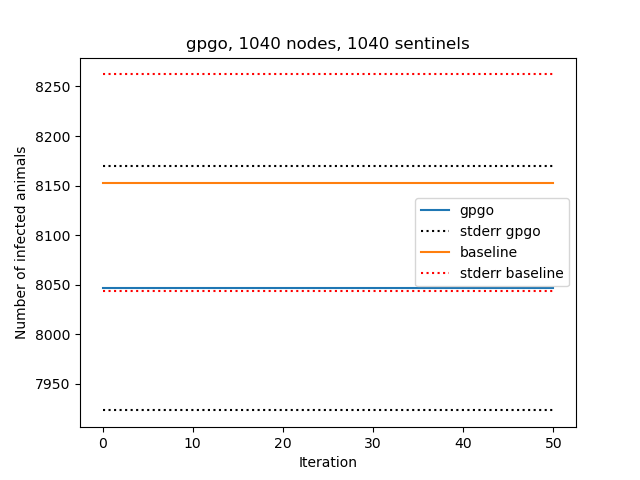 gpgo, 1040 nodes, 1040 sentinels
Number of infected animals
8250
8200
8150
8100
8050
8000
7950
gpgo
stderr gpgo
baseline
stderr baseline
0 10 20 30 40 50
Iteration